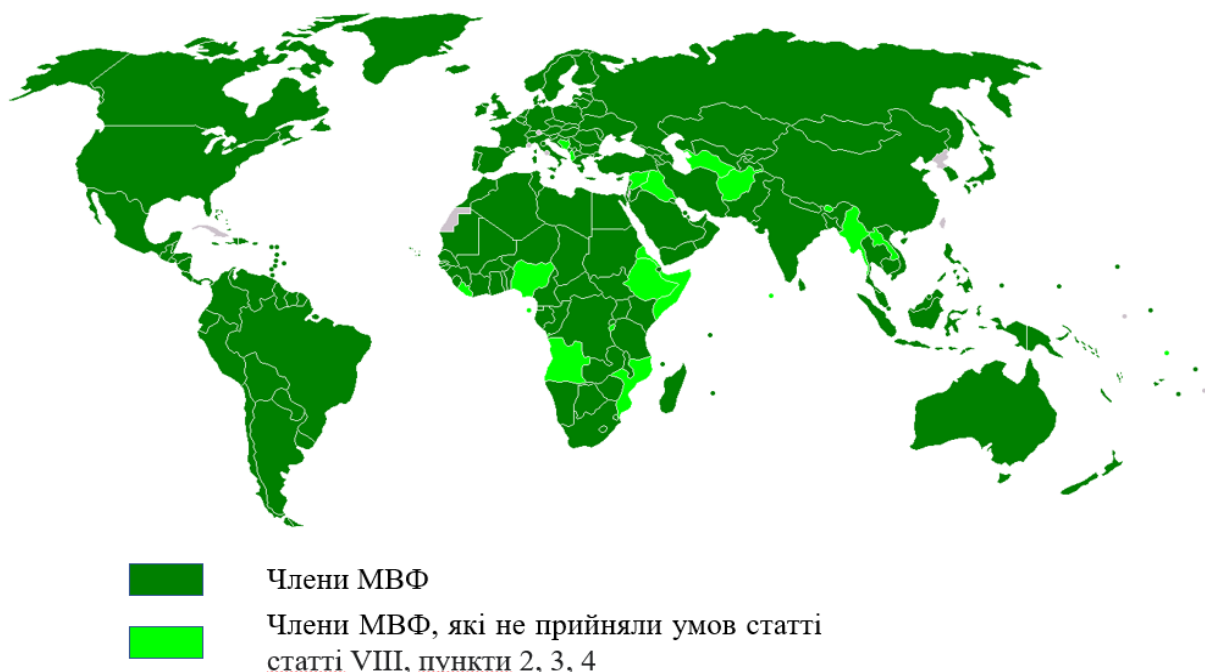 Члени МВФ
Члени МВФ, які не прийняли умов статті
статті VIII, пункти 2, 3, 4